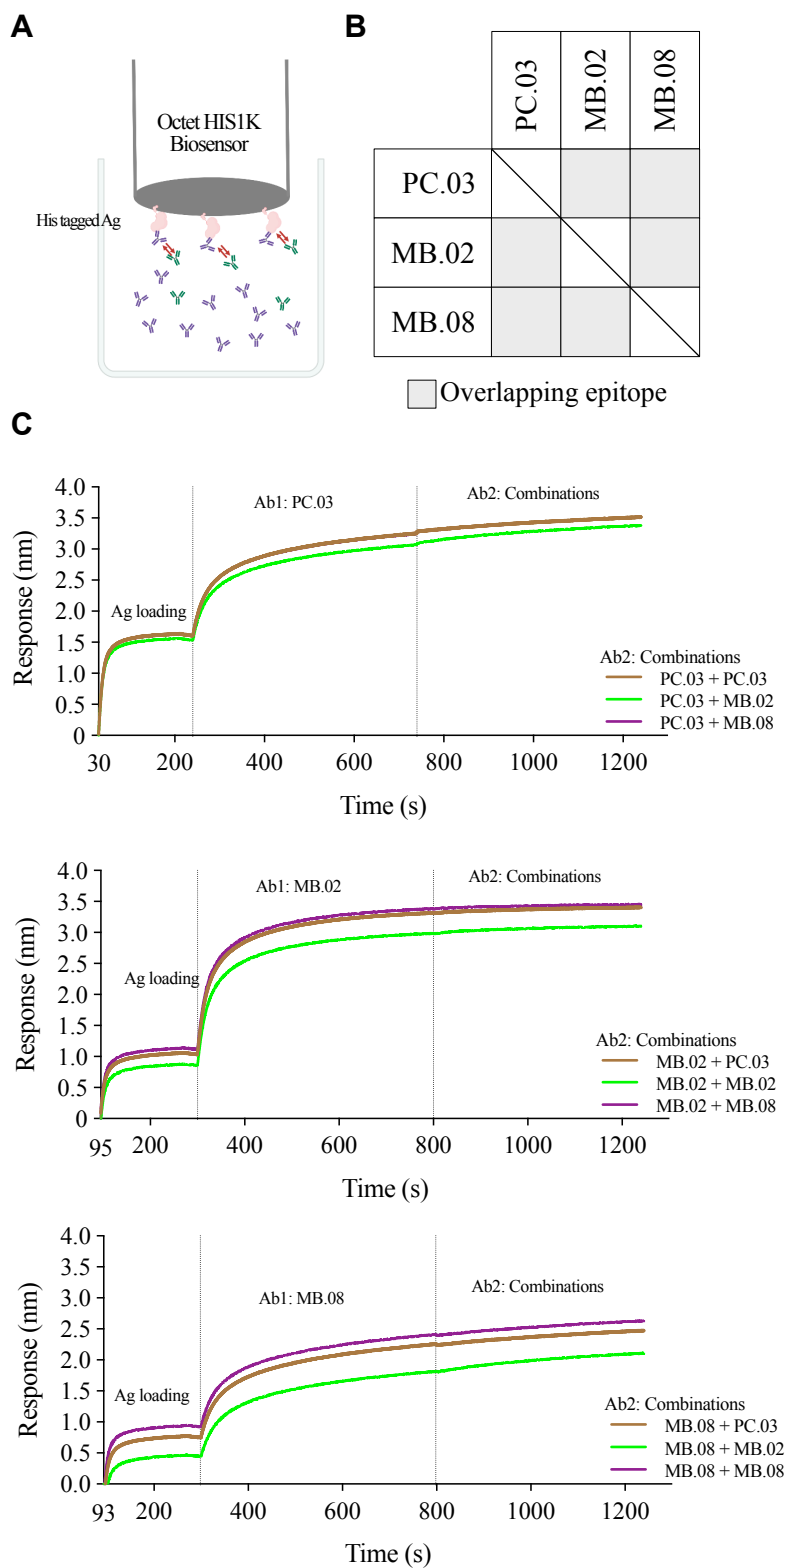 A
Octet HIS1K
Biosensor
His tagged Ag
B
PC.03
MB.02
MB.08
PC.03
MB.02
MB.08
Overlapping epitope
C
4.0
3.5
3.0
2.5
2.0
1.5
1.0
0.5
0
Response (nm)
Ag loading
Ab1: PC.03
Ab2: Combinations
Ab2: Combinations
PC.03 + PC.03
PC.03 + MB.02
PC.03 + MB.08
30 200 400 600 800 1000 1200
Time (s)
4.0
3.5
3.0
2.5
2.0
1.5
1.0
0.5
0
Response (nm)
Ag loading
Ab1: MB.02
Ab2: Combinations
Ab2: Combinations
MB.02 + PC.03
MB.02 + MB.02
MB.02 + MB.08
95 200 400 600 800 1000 1200
Time (s)
4.0
3.5
3.0
2.5
2.0
1.5
1.0
0.5
0.0
Response (nm)
Ag loading
Ab1: MB.08
Ab2: Combinations
Ab2: Combinations
MB.08 + PC.03
MB.08 + MB.02
MB.08 + MB.08
93 200 400 600 800 1000 1200
Time (s)